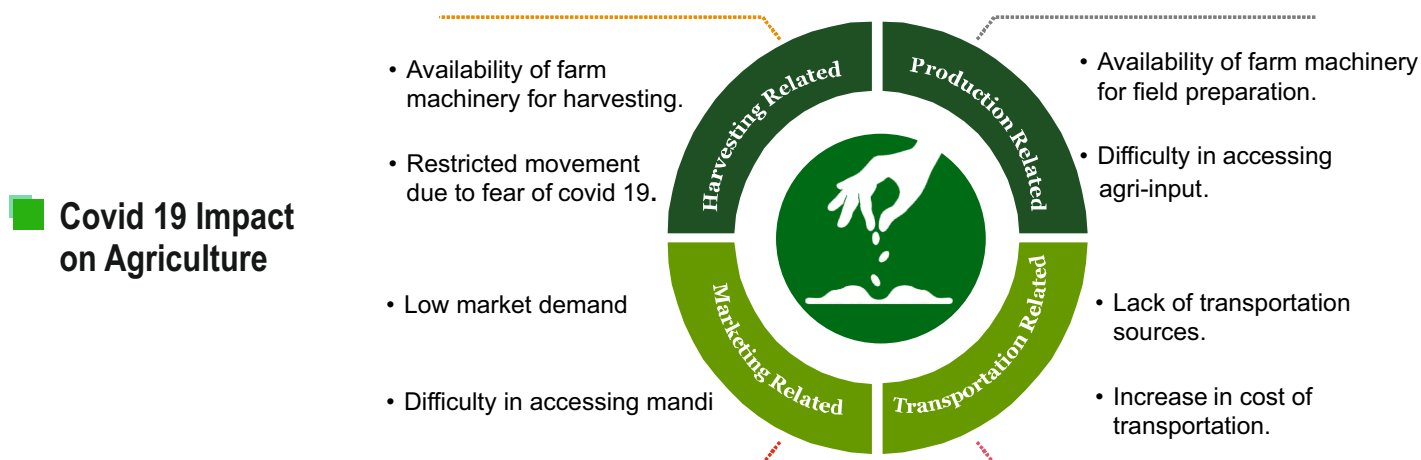 Covid 19 Impact
on Agriculture
• Availability of farm
machinery for harvesting.
• Restricted movement
due to fear of covid 19.
• Low market demand
• Difficulty in accessing mandi
Harvesting Related
Production Related
Marketing Related
Transportation Related
• Availability of farm machinery
for field preparation.
• Difficulty in accessing
agri-input.
• Lack of transportation
sources.
• Increase in cost of
transportation.